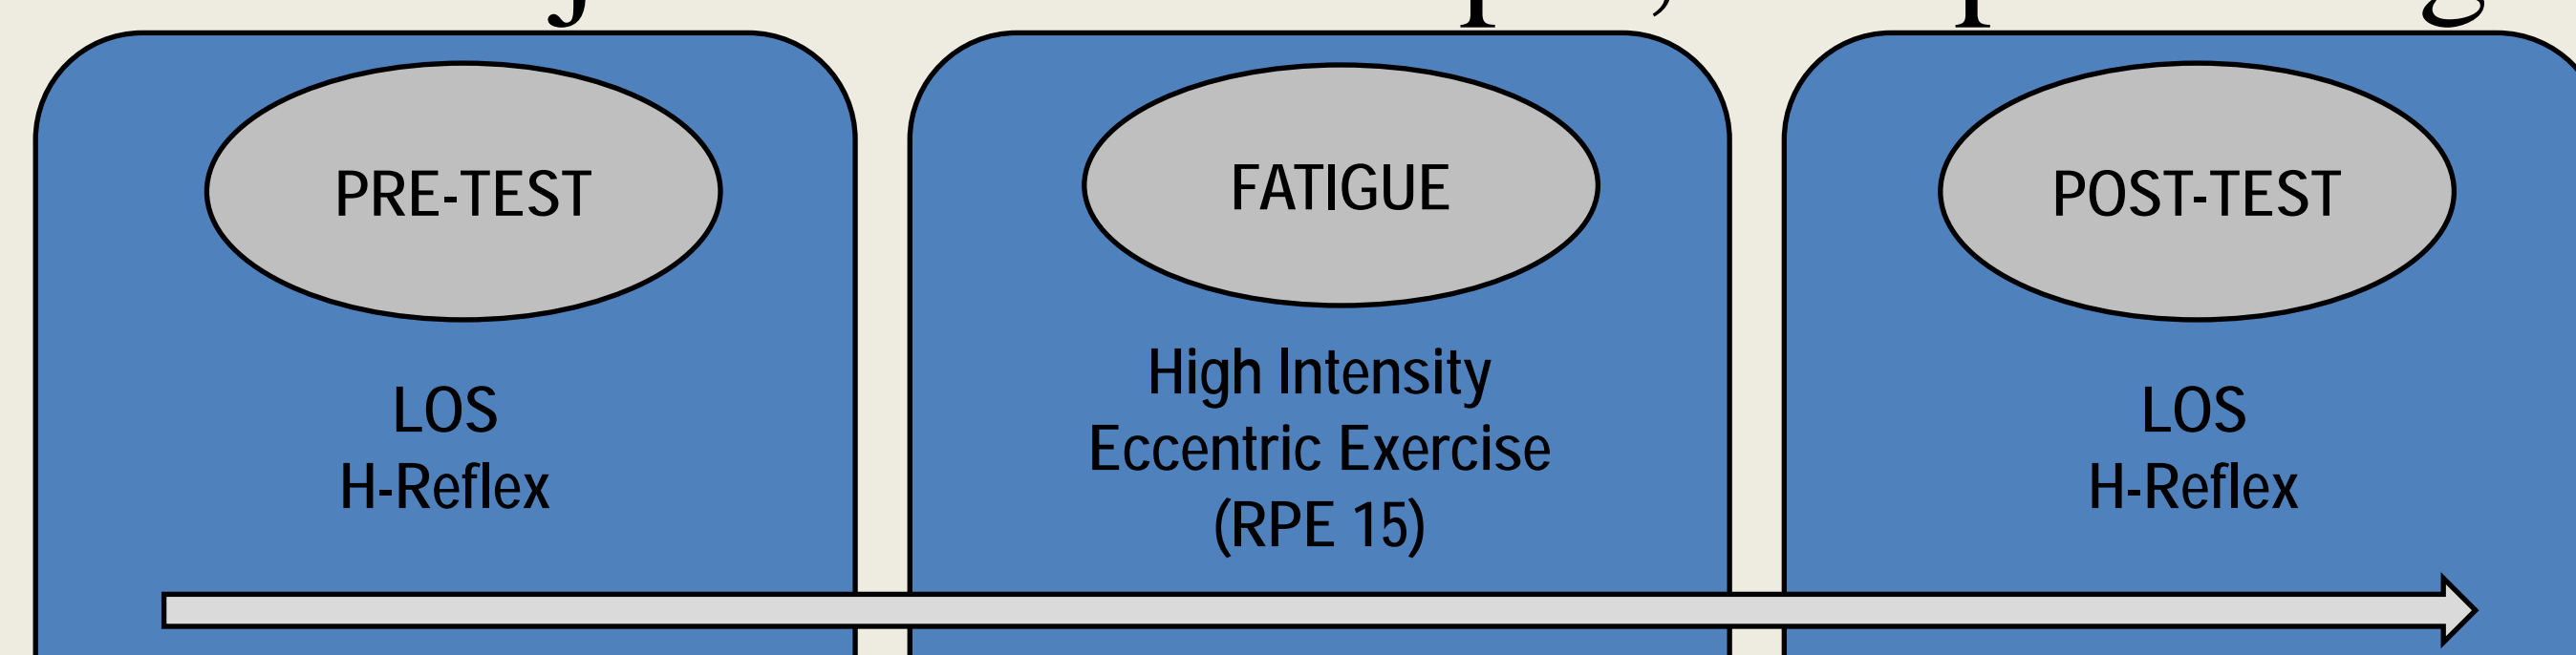 PRE-TEST
LOS
H-Reflex
FATIGUE
High Intensity
Eccentric Exercise
(RPE 15)
POST-TEST
LOS
H-Reflex